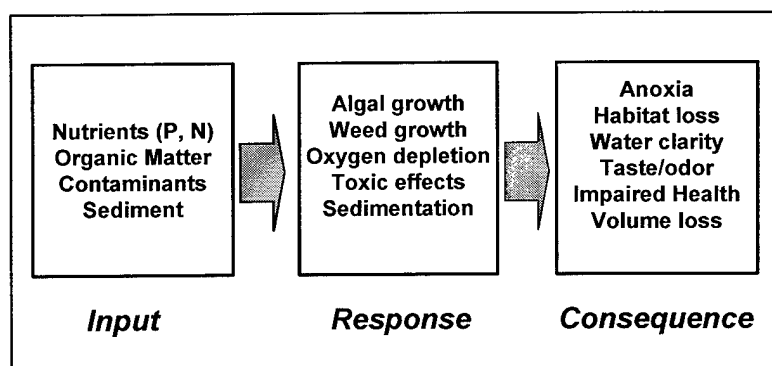 Nutrients (P, N)
Organic Matter
Contaminants
Sediment
Input
Algal growth
Weed growth
Oxygen depletion
Toxic effects
Sedimentation
Response
Anoxia
Habitat loss
Water clarity
Taste/odor
Impaired Health
Volume loss
Consequence